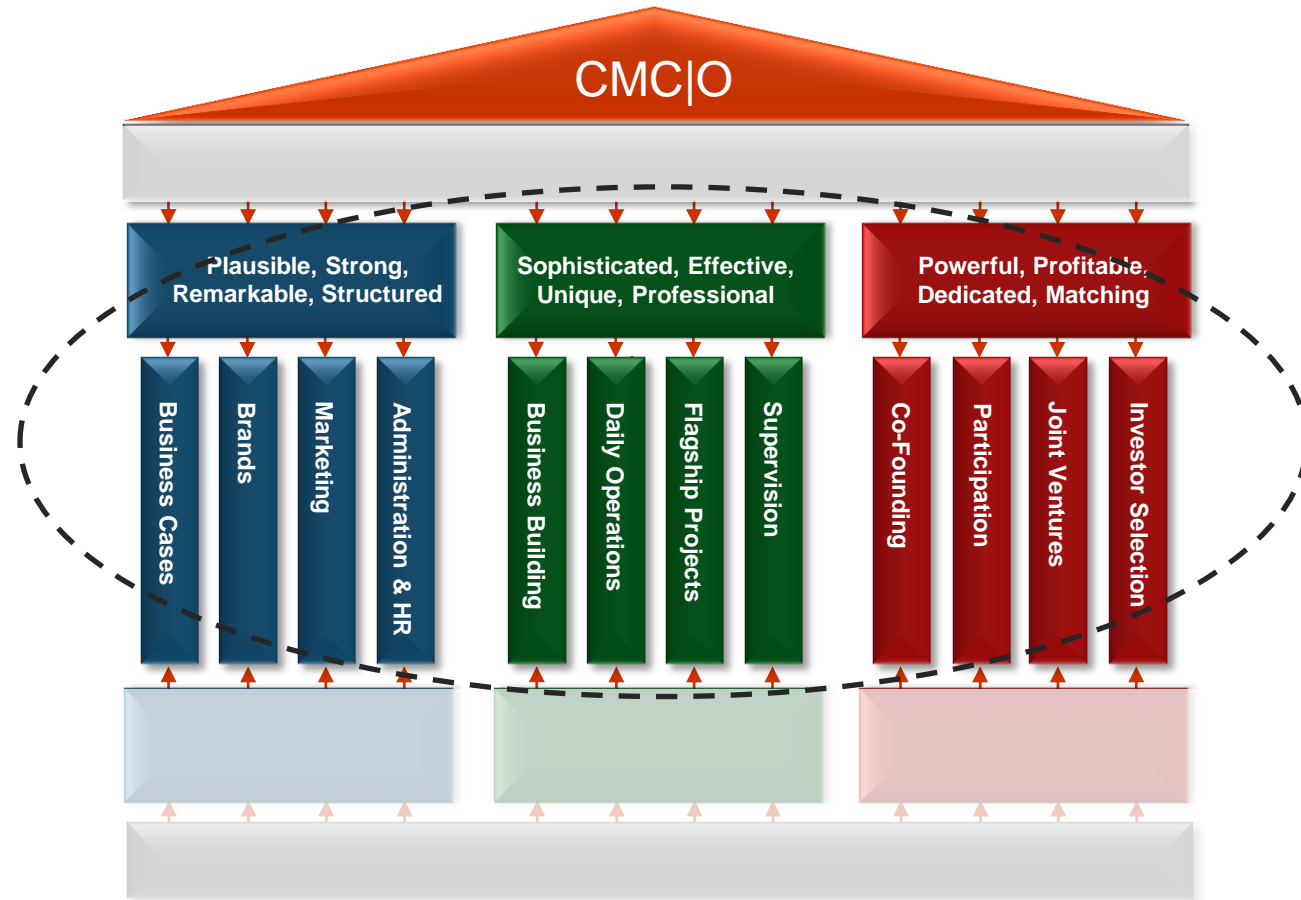 CMC|O
Plausible, Strong,
Remarkable, Structured
Sophisticated, Effective,
Unique, Professional
Powerful, Profitable,
Dedicated, Matching
Business Cases
Brands
Marketing
Administration & HR
Business Building
Daily Operations
Flagship Projects
Supervision
Co-Founding
Participation
Joint Ventures
Investor Selection